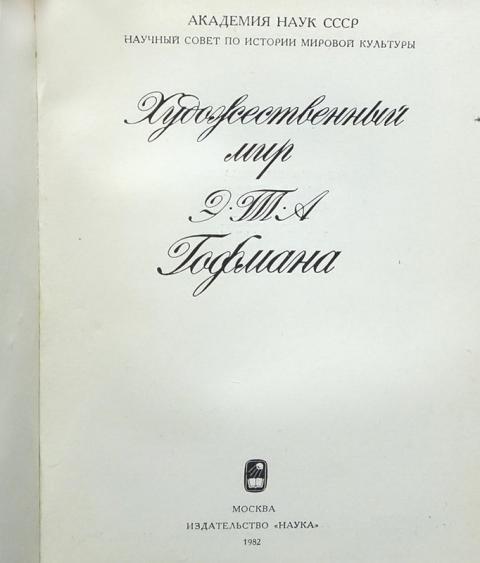 АКАДЕМИЯ НАУК СССР
НАУЧНЫЙ СОВЕТ ПО ИСТОРИИ МИРОВОЙ КУЛЬТУРЫ
Художественный
мир
Э·Т·А
Гофмана
МОСКВА
ИЗДАТЕЛЬСТВО «НАУКА»
1982